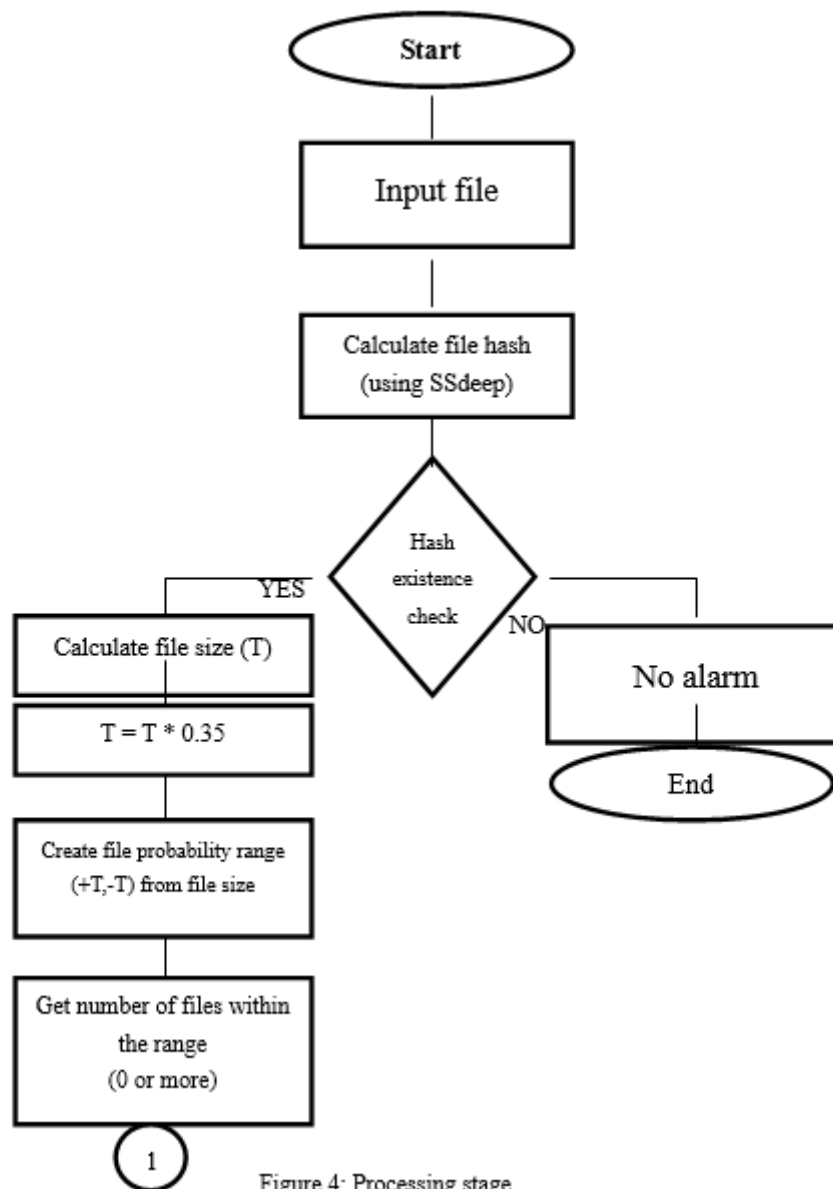 Start
Input file
Calculate file hash
(using SSdeep)
Hash
existence
check
YES
NO
Calculate file size (T)
T = T * 0.35
Create file probability range
(+T,-T) from file size
Get number of files within
the range
(0 or more)
1
No alarm
End
Figure 4: Processing stage